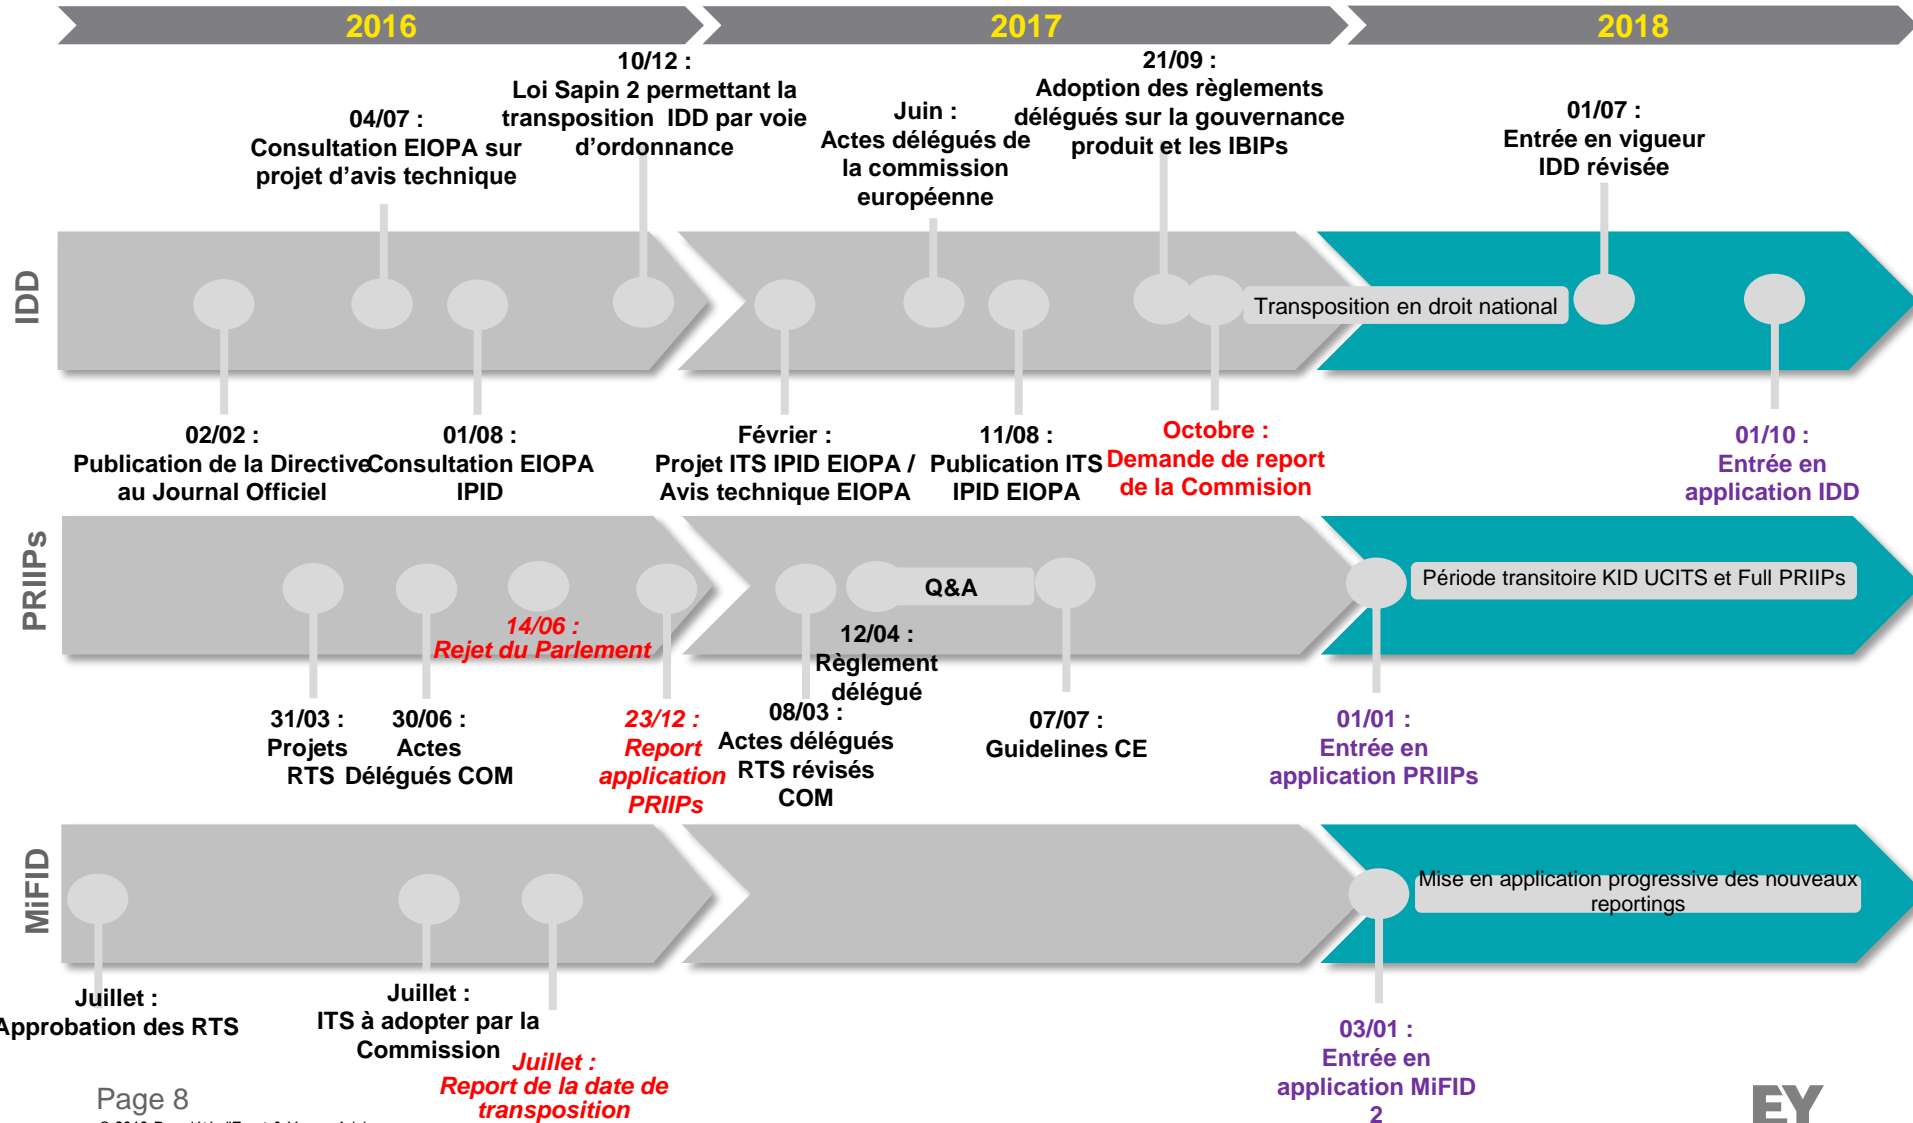 2016
2017
2018
10/12 :
Loi Sapin 2 permettant la
transposition IDD par voie
d'ordonnance
21/09 :
Adoption des règlements
délégués sur la gouvernance
produit et les IBIPs
04/07 :
Consultation EIOPA sur
projet d'avis technique
Juin :
Actes délégués de
la commission
européenne
01/07 :
Entrée en vigueur
IDD révisée
IDD
Transposition en droit national
02/02 :
Publication de la Directive
au Journal Officiel
01/08 :
Consultation EIOPA
IPID
Février :
Projet ITS IPID EIOPA /
Avis technique EIOPA
11/08 :
Publication ITS
IPID EIOPA
Octobre :
Demande de report
de la Commision
01/10 :
Entrée en
application IDD
PRIIPs
Q&A
Période transitoire KID UCITS et Full PRIIPs
14/06 :
Rejet du Parlement
12/04 :
Règlement
délégué
31/03 :
Projets
RTS
30/06 :
Actes
Délégués COM
23/12 :
Report
application
PRIIPs
08/03 :
Actes délégués
RTS révisés
COM
07/07 :
Guidelines CE
01/01 :
Entrée en
application PRIIPs
MiFID
Mise en application progressive des nouveaux
reportings
Juillet :
Approbation des RTS
Juillet :
ITS à adopter par la
Commission
Juillet :
Report de la date de
transposition
03/01 :
Entrée en
application MiFID
2
Page 8
EY